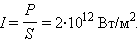 I = P/S = 2·10¹² Вт/м².